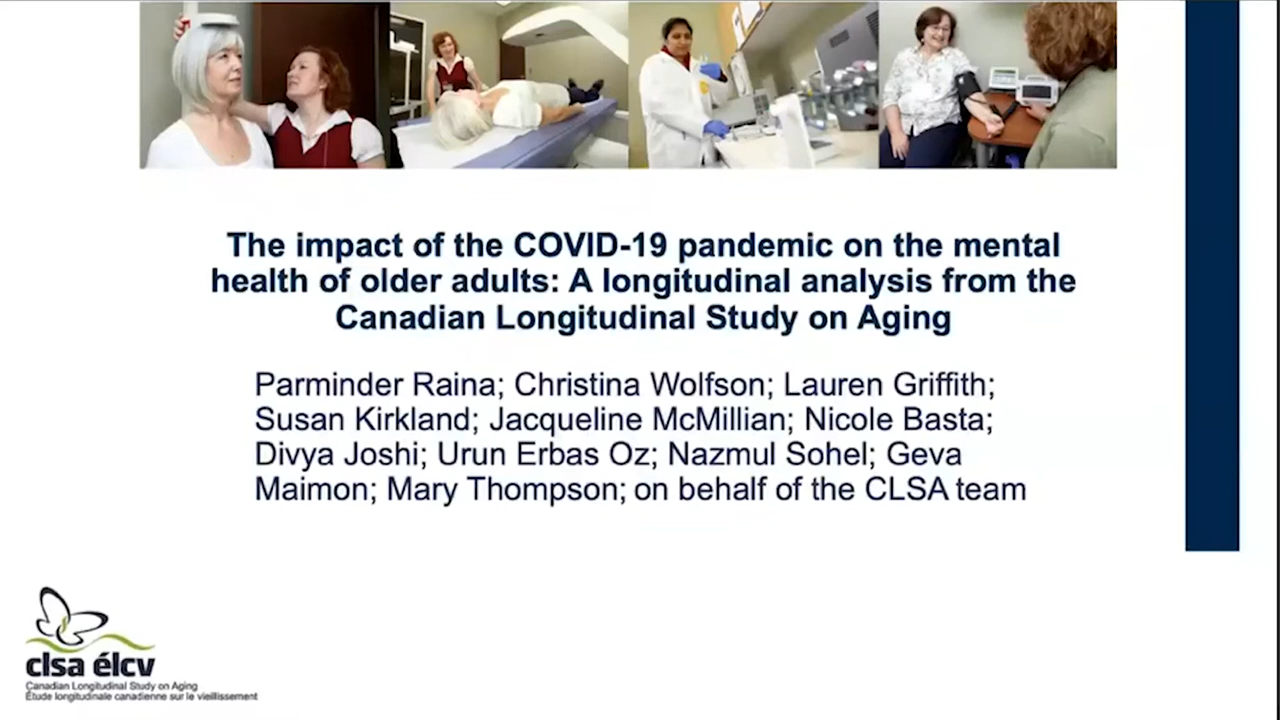 The impact of the COVID-19 pandemic on the mental
health of older adults: A longitudinal analysis from the
Canadian Longitudinal Study on Aging
Parminder Raina; Christina Wolfson; Lauren Griffith;
Susan Kirkland; Jacqueline McMillian; Nicole Basta;
Divya Joshi; Urun Erbas Oz; Nazmul Sohel; Geva
Maimon; Mary Thompson; on behalf of the CLSA team
clsa élcv
Canadian Longitudinal Study on Aging
Étude longitudinale canadienne sur le vieillissement